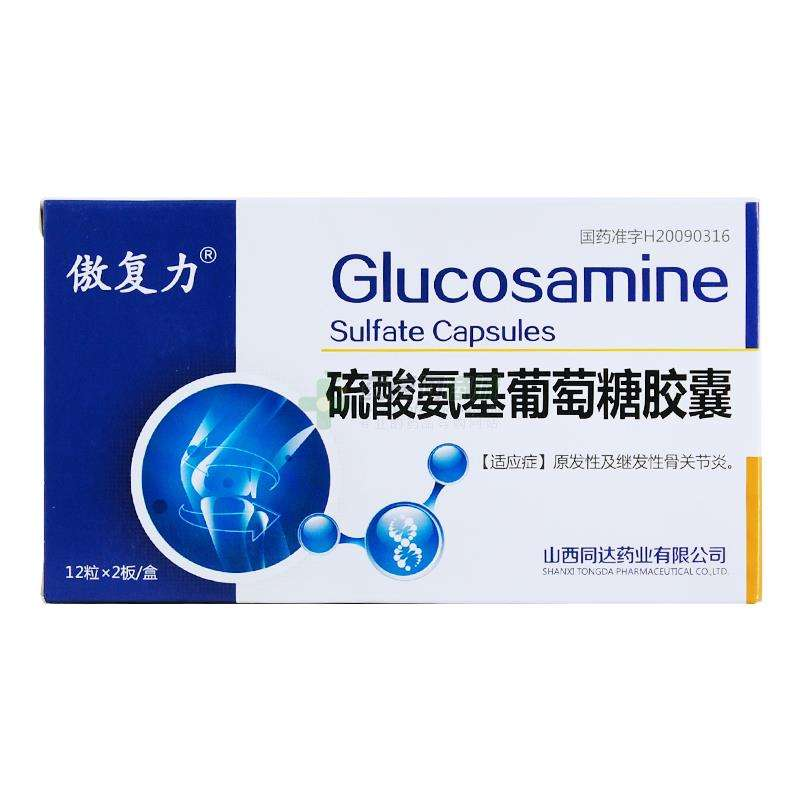 傲复力®
国药准字H20090316
Glucosamine
Sulfate Capsules
硫酸氨基葡萄糖胶囊
【适应症】原发性及继发性骨关节炎。
12粒×2板/盒
山西同达药业有限公司
SHANXI TONGDA PHARMACEUTICAL CO.,LTD.